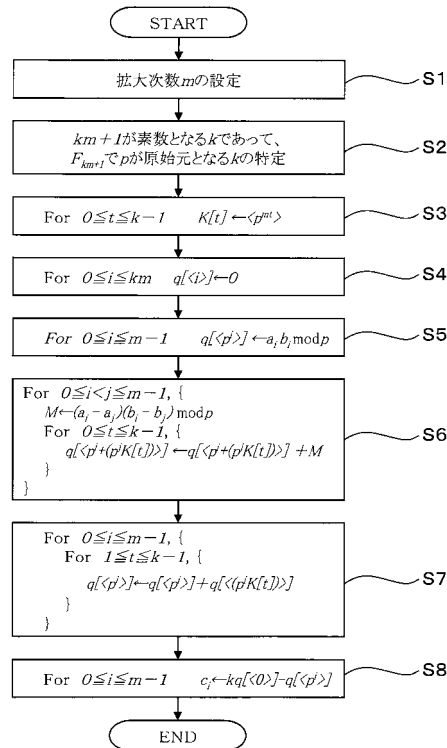 START
拡大次数mの設定
S1
km+1が素数となるkであって、
F_{km+1}でpが原始元となるkの特定
S2
For 0≦t≦k-1 K[t]←<p^{mt}>
S3
For 0≦i≦km q[<i>]←0
S4
For 0≦i≦m-1 q[<p^i>]←a_i b_i mod p
S5
For 0≦i<j≦m-1, {
M←(a_i-a_j)(b_i-b_j) mod p
For 0≦t≦k-1, {
q[<p^i+(p^jK[t])>]←q[<p^i+(p^jK[t])>]+M
}
}
S6
For 0≦i≦m-1, {
For 1≦t≦k-1, {
q[<p^i>]←q[<p^i>]+q[<(p^iK[t])>]
}
}
S7
For 0≦i≦m-1 c_i←kq[<0>]-q[<p^i>]
S8
END